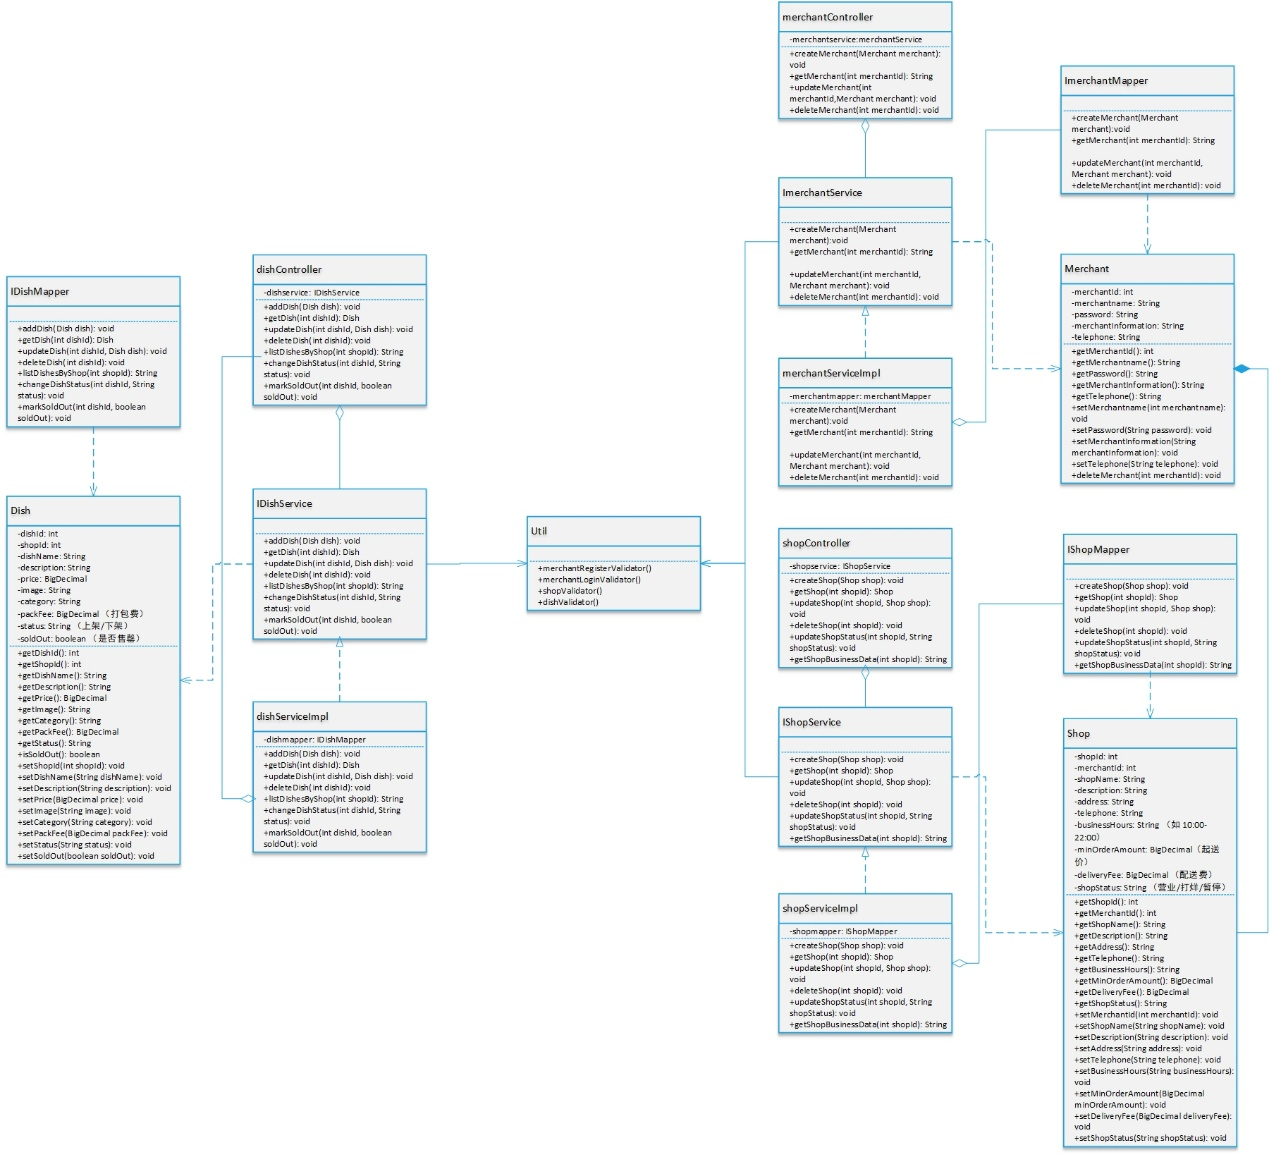 merchantController
-merchantservice:merchantService
+createMerchant(Merchant merchant):
void
+getMerchant(int merchantId): String
+updateMerchant(int
merchantId,Merchant merchant): void
+deleteMerchant(int merchantId): void
ImerchantMapper
+createMerchant(Merchant
merchant):void
+getMerchant(int merchantId): String
+updateMerchant(int merchantId,
Merchant merchant): void
+deleteMerchant(int merchantId): void
ImerchantService
+createMerchant(Merchant
merchant):void
+getMerchant(int merchantId): String
+updateMerchant(int merchantId,
Merchant merchant): void
+deleteMerchant(int merchantId): void
Merchant
-merchantId: int
-merchantname: String
-password: String
-merchantinformation: String
-telephone: String
+getMerchantId(): int
+getMerchantname(): String
+getPassword(): String
+getMerchantInformation(): String
+getTelephone(): String
+setMerchantname(int merchantname):
void
+setPassword(String password): void
+setMerchantInformation(String
merchantinformation): void
+setTelephone(String telephone): void
+deleteMerchant(int merchantId): void
dishController
-dishservice: IDishService
+addDish(Dish dish): void
+getDish(int dishId): Dish
+updateDish(int dishId, Dish dish): void
+deleteDish(int dishId): void
+listDishesByShop(int shopId): String
+changeDishStatus(int dishId, String
status): void
+markSoldOut(int dishId, boolean
soldOut): void
IDishMapper
+addDish(Dish dish): void
+getDish(int dishId): Dish
+updateDish(int dishId, Dish dish): void
+deleteDish(int dishId): void
+listDishesByShop(int shopId): String
+changeDishStatus(int dishId, String
status): void
+markSoldOut(int dishId, boolean
soldOut): void
merchantServiceImpl
-merchantmapper: merchantMapper
+createMerchant(Merchant
merchant):void
+getMerchant(int merchantId): String
+updateMerchant(int merchantId,
Merchant merchant): void
+deleteMerchant(int merchantId): void
Dish
-dishId: int
-shopId: int
-dishName: String
-description: String
-price: BigDecimal
-image: String
-category: String
-packFee: BigDecimal （打包费）
-status: String （上架/下架）
-soldOut: boolean （是否售罄）
+getDishId(): int
+getShopId(): int
+getDishName(): String
+getDescription(): String
+getPrice(): BigDecimal
+getImage(): String
+getCategory(): String
+getPackFee(): BigDecimal
+getStatus(): String
+isSoldOut(): boolean
+setShopId(int shopId): void
+setDishName(String dishName): void
+setDescription(String description): void
+setPrice(BigDecimal price): void
+setImage(String image): void
+setCategory(String category): void
+setPackFee(BigDecimal packFee): void
+setStatus(String status): void
+setSoldOut(boolean soldOut): void
IDishService
+addDish(Dish dish): void
+getDish(int dishId): Dish
+updateDish(int dishId, Dish dish): void
+deleteDish(int dishId): void
+listDishesByShop(int shopId): String
+changeDishStatus(int dishId, String
status): void
+markSoldOut(int dishId, boolean
soldOut): void
Util
+merchantRegisterValidator()
+merchantLoginValidator()
+shopValidator()
+dishValidator()
shopController
-shopservice: IShopService
+createShop(Shop shop): void
+getShop(int shopId): Shop
+updateShop(int shopId, Shop shop):
void
+deleteShop(int shopId): void
+updateShopStatus(int shopId, String
shopStatus): void
+getShopBusinessData(int shopId): String
IShopMapper
+createShop(Shop shop): void
+getShop(int shopId): Shop
+updateShop(int shopId, Shop shop):
void
+deleteShop(int shopId): void
+updateShopStatus(int shopId, String
shopStatus): void
+getShopBusinessData(int shopId): String
dishServiceImpl
-dishmapper: IDishMapper
+addDish(Dish dish): void
+getDish(int dishId): Dish
+updateDish(int dishId, Dish dish): void
+deleteDish(int dishId): void
+listDishesByShop(int shopId): String
+changeDishStatus(int dishId, String
status): void
+markSoldOut(int dishId, boolean
soldOut): void
IShopService
+createShop(Shop shop): void
+getShop(int shopId): Shop
+updateShop(int shopId, Shop shop):
void
+deleteShop(int shopId): void
+updateShopStatus(int shopId, String
shopStatus): void
+getShopBusinessData(int shopId): String
Shop
-shopId: int
-merchantId: int
-shopName: String
-description: String
-address: String
-telephone: String
-businessHours: String （如 10:00-
22:00）
-minOrderAmount: BigDecimal（起送
价）
-deliveryFee: BigDecimal （配送费）
-shopStatus: String （营业/打烊/暂停）
+getShopId(): int
+getMerchantId(): int
+getShopName(): String
+getDescription(): String
+getAddress(): String
+getTelephone(): String
+getBusinessHours(): String
+getMinOrderAmount(): BigDecimal
+getDeliveryFee(): BigDecimal
+getShopStatus(): String
+setMerchantId(int merchantId): void
+setShopName(String shopName): void
+setDescription(String description): void
+setAddress(String address): void
+setTelephone(String telephone): void
+setBusinessHours(String businessHours):
void
+setMinOrderAmount(BigDecimal
minOrderAmount): void
+setDeliveryFee(BigDecimal deliveryFee):
void
+setShopStatus(String shopStatus): void
shopServiceImpl
-shopmapper: IShopMapper
+createShop(Shop shop): void
+getShop(int shopId): Shop
+updateShop(int shopId, Shop shop):
void
+deleteShop(int shopId): void
+updateShopStatus(int shopId, String
shopStatus): void
+getShopBusinessData(int shopId): String